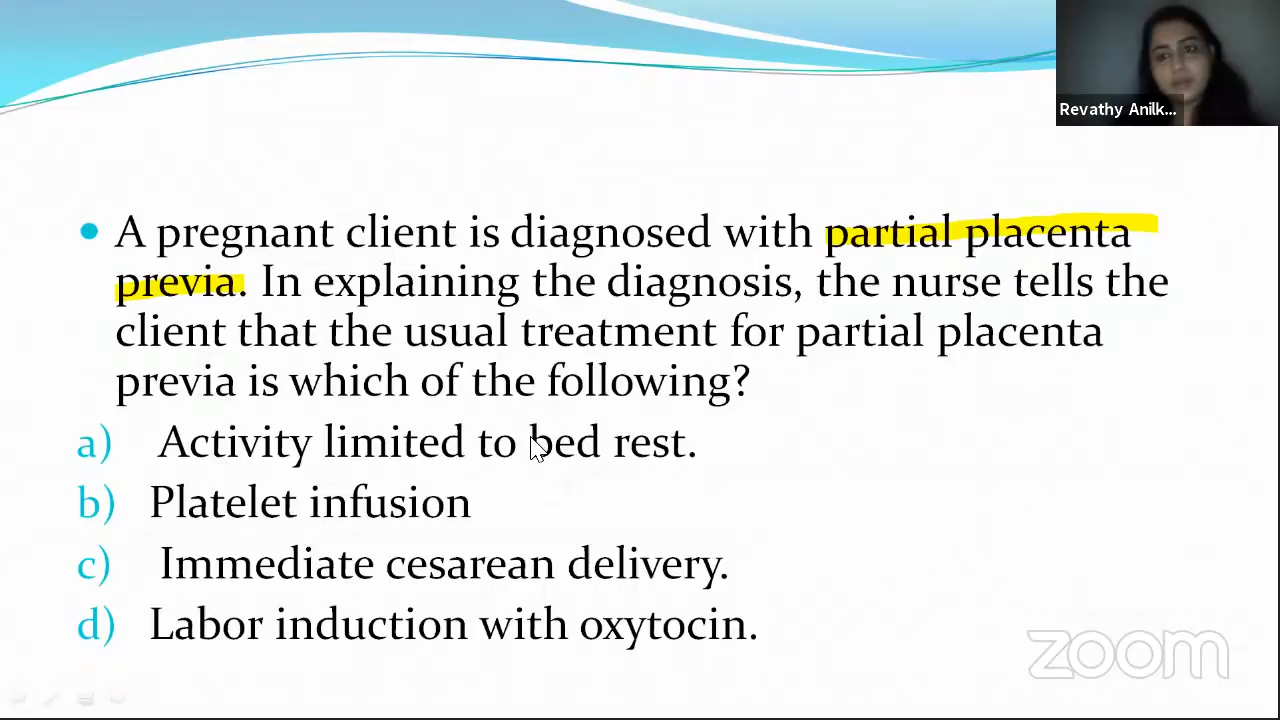 Revathy Anilk...
• A pregnant client is diagnosed with partial placenta
previa. In explaining the diagnosis, the nurse tells the
client that the usual treatment for partial placenta
previa is which of the following?
a) Activity limited to bed rest.
b) Platelet infusion
c) Immediate cesarean delivery.
d) Labor induction with oxytocin.
zoom